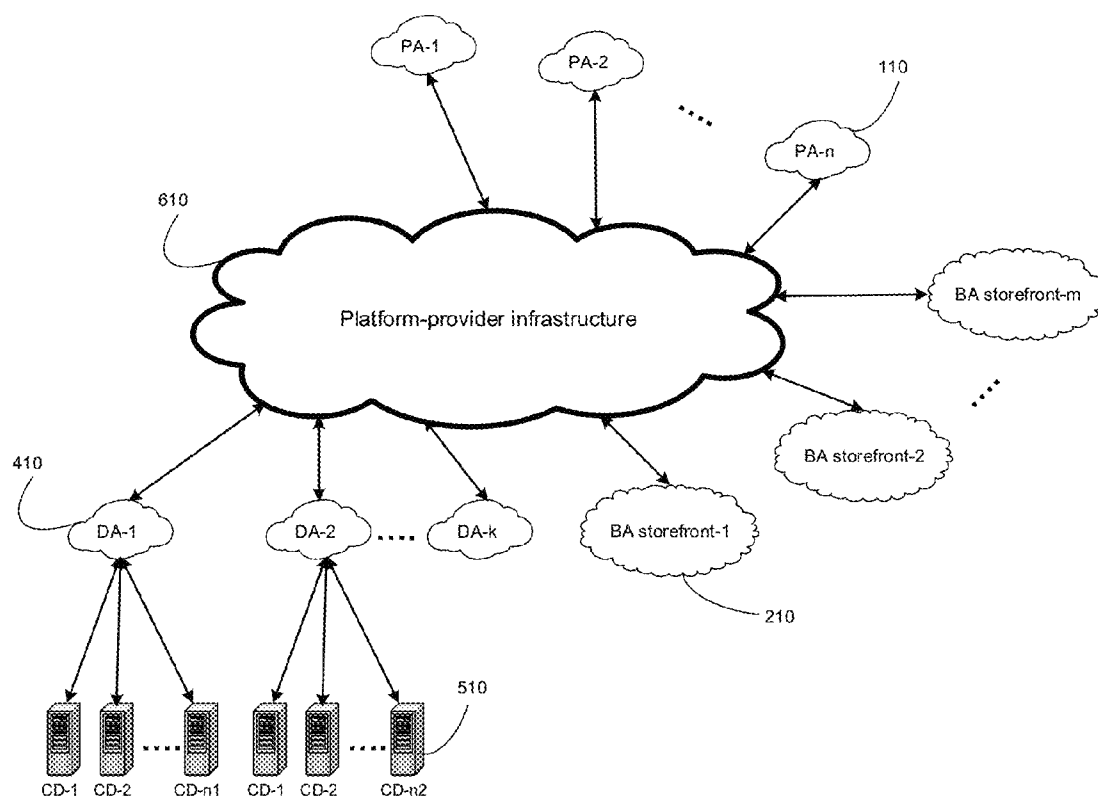 PA-1
PA-2
110
PA-n
610
BA storefront-m
Platform-provider infrastructure
BA storefront-2
410
DA-1
DA-2
DA-k
BA storefront-1
210
510
CD-1
CD-2
CD-n1
CD-1
CD-2
CD-n2